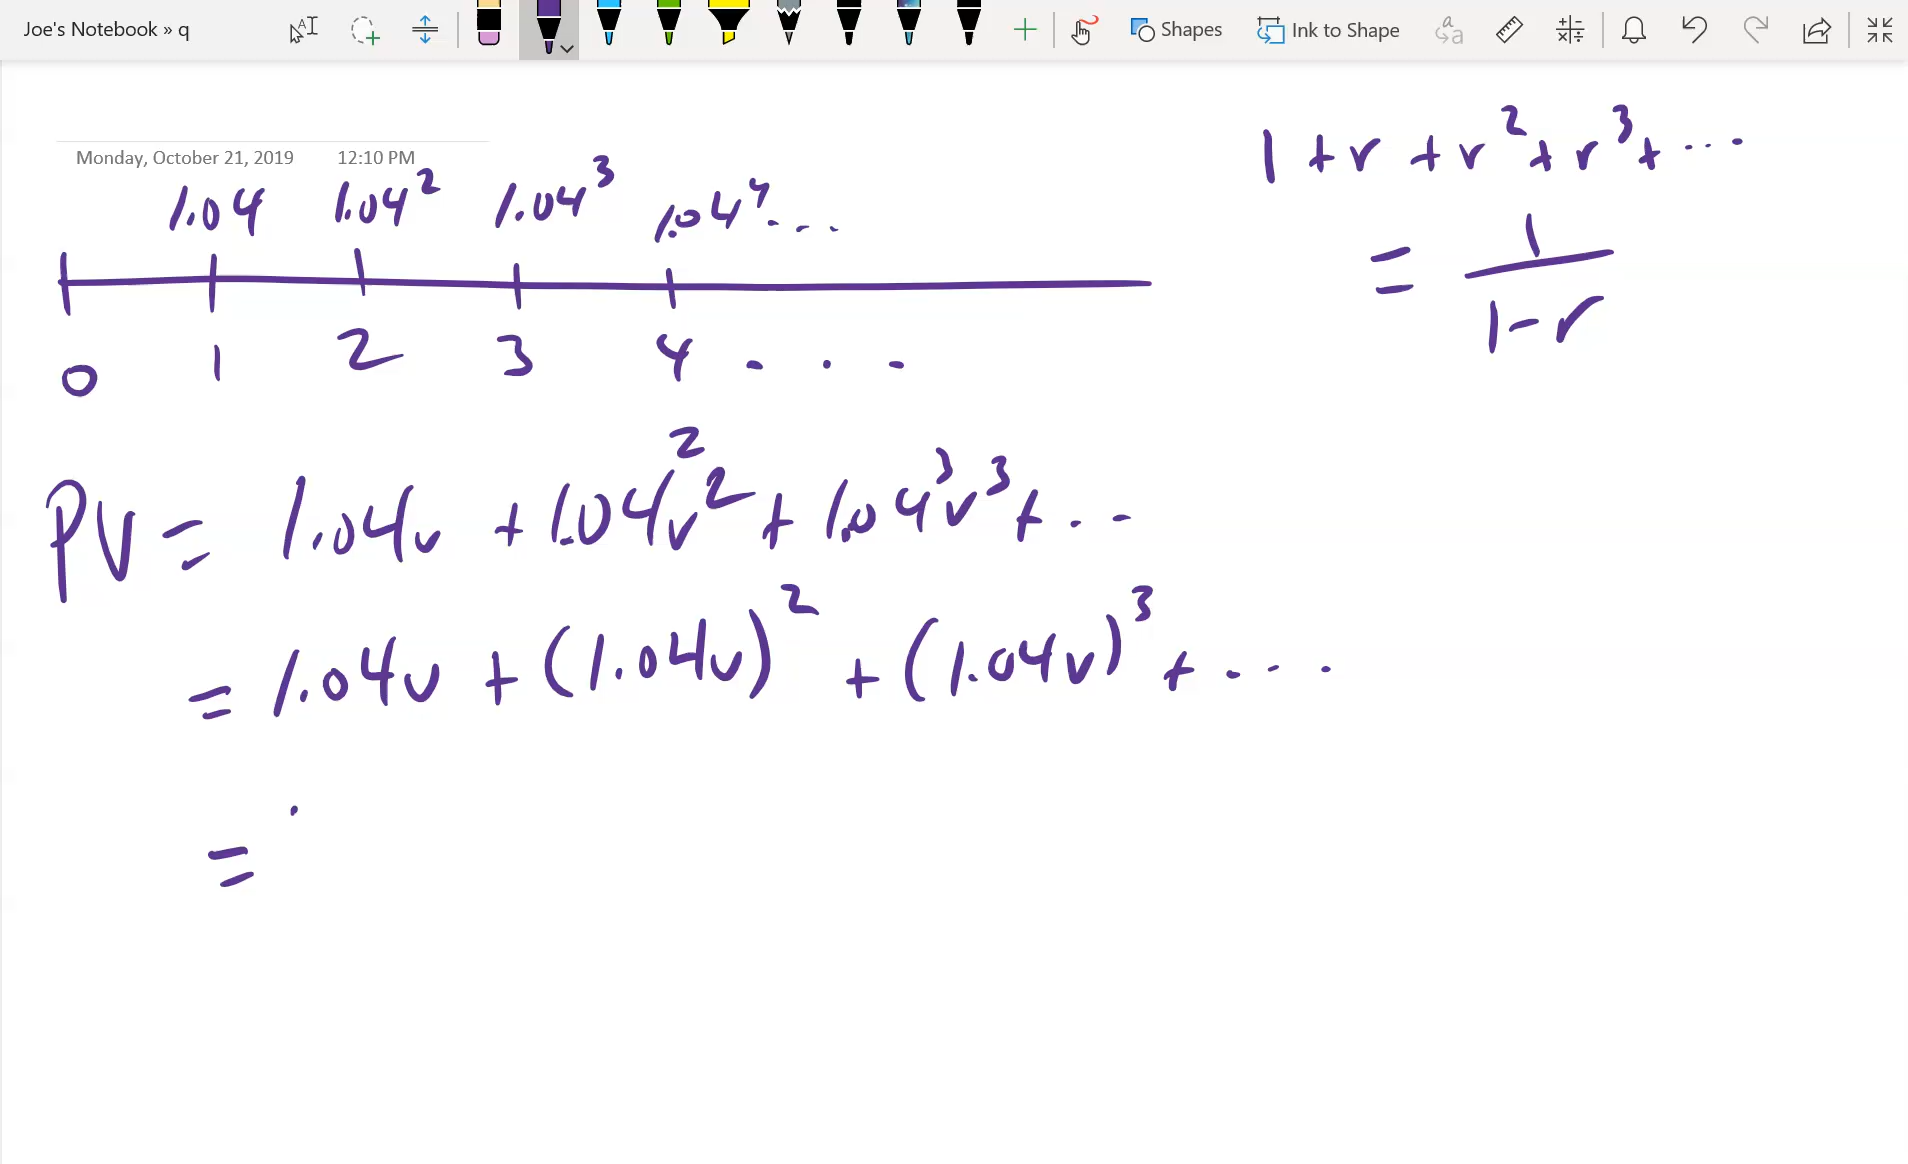 Joe's Notebook » q
Shapes
Ink to Shape
Monday, October 21, 2019 12:10 PM
1.04 1.04² 1.04³ 1.04⁴ ...
0 1 2 3 4 . . .
1 + r + r² + r³ + ...
= 1
1-r
PV = 1.04v + 1.04²v² + 1.04³v³ + ...
= 1.04v + (1.04v)² + (1.04v)³ + ...
=